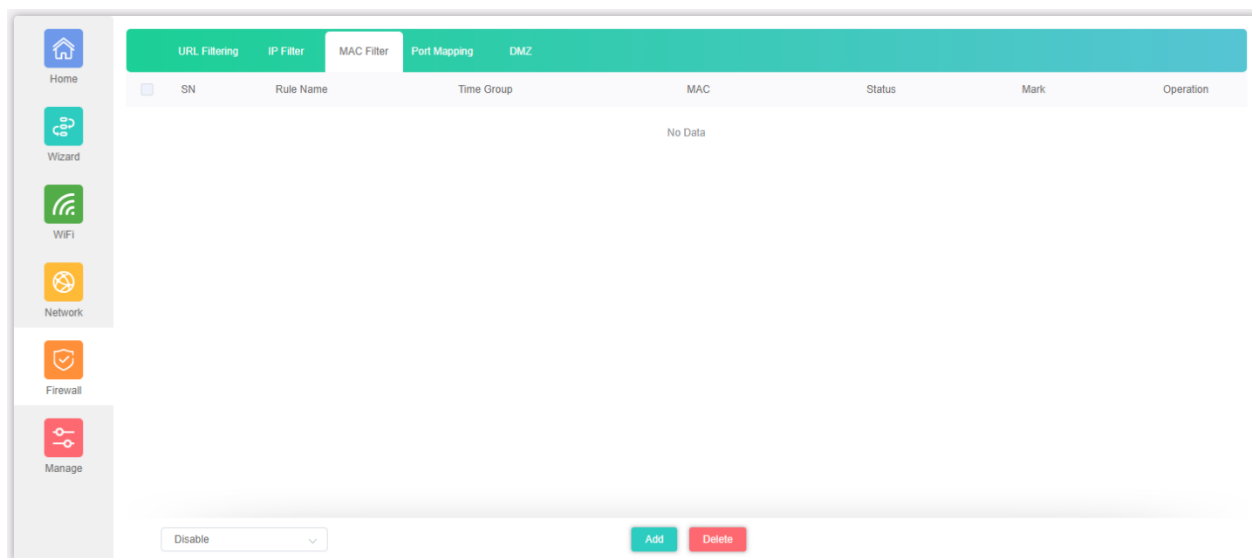 Home
Wizard
WiFi
Network
Firewall
Manage
URL Filtering IP Filter MAC Filter Port Mapping DMZ
SN Rule Name Time Group MAC Status Mark Operation
No Data
Disable Add Delete